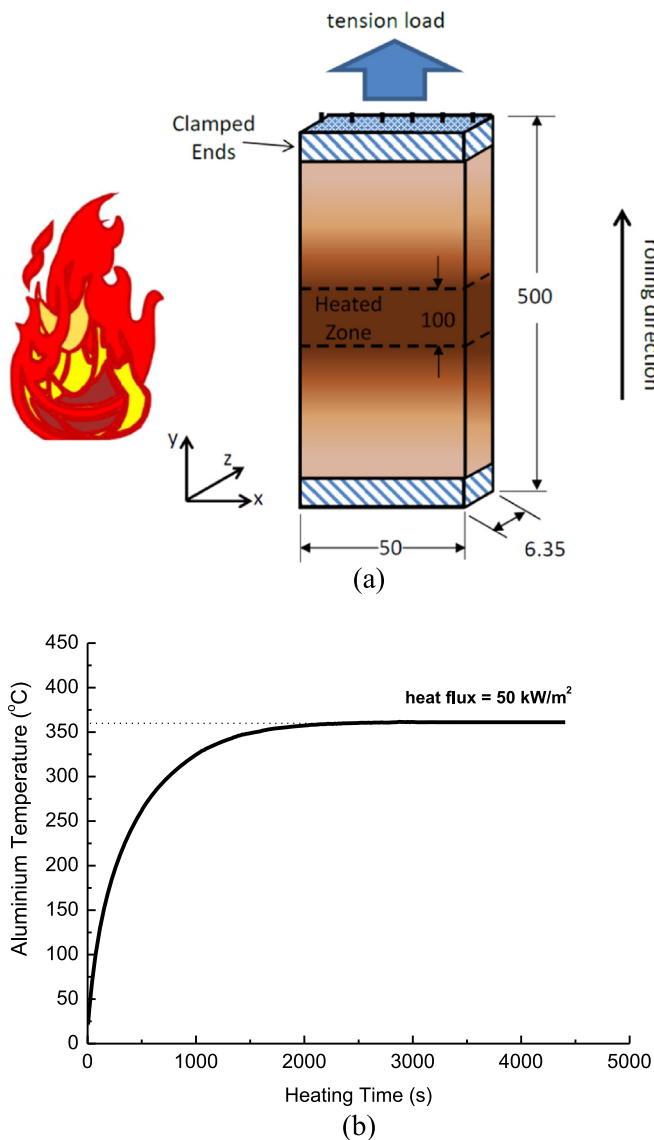 tension load
Clamped
Ends
Heated
Zone
100
500
rolling direction
y
z
x
50
6.35
(a)
450
400
350
300
250
200
150
100
50
0
Aluminium Temperature (°C)
heat flux = 50 kW/m²
0 1000 2000 3000 4000 5000
Heating Time (s)
(b)